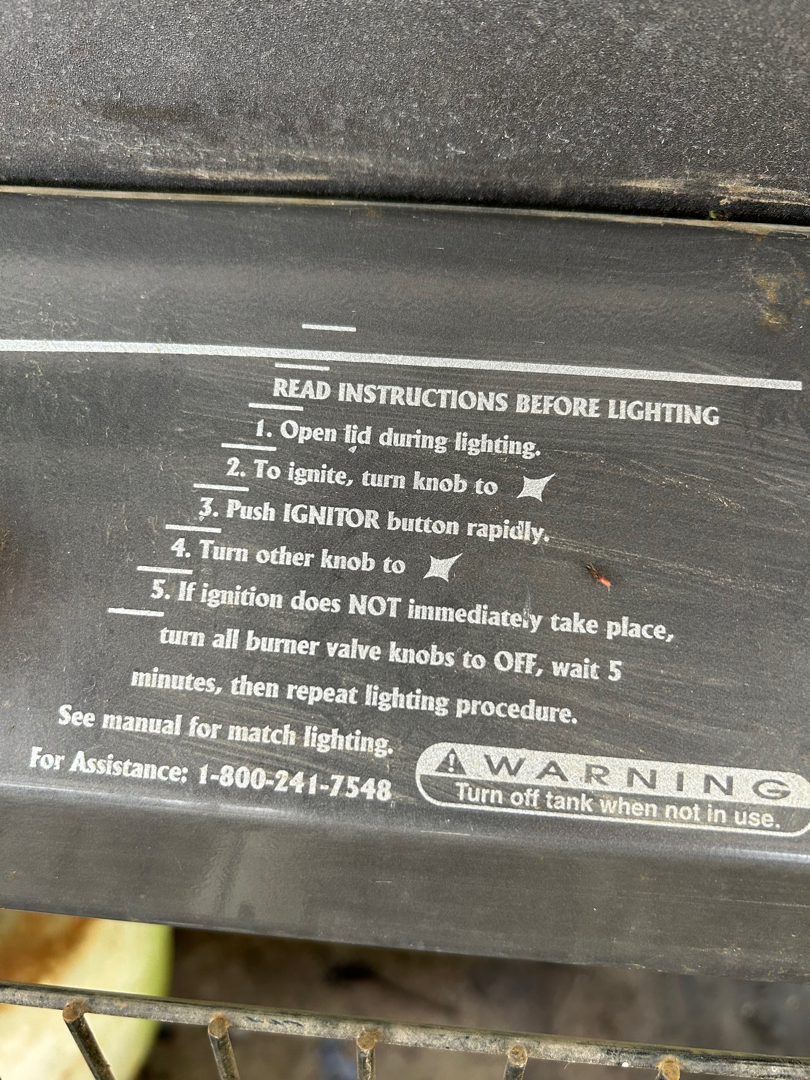 READ INSTRUCTIONS BEFORE LIGHTING
1. Open lid during lighting.
2. To ignite, turn knob to
3. Push IGNITOR button rapidly.
4. Turn other knob to
5. If ignition does NOT immediately take place,
turn all burner valve knobs to OFF, wait 5
minutes, then repeat lighting procedure.
See manual for match lighting.
For Assistance: 1-800-241-7548
WARNING
Turn off tank when not in use.